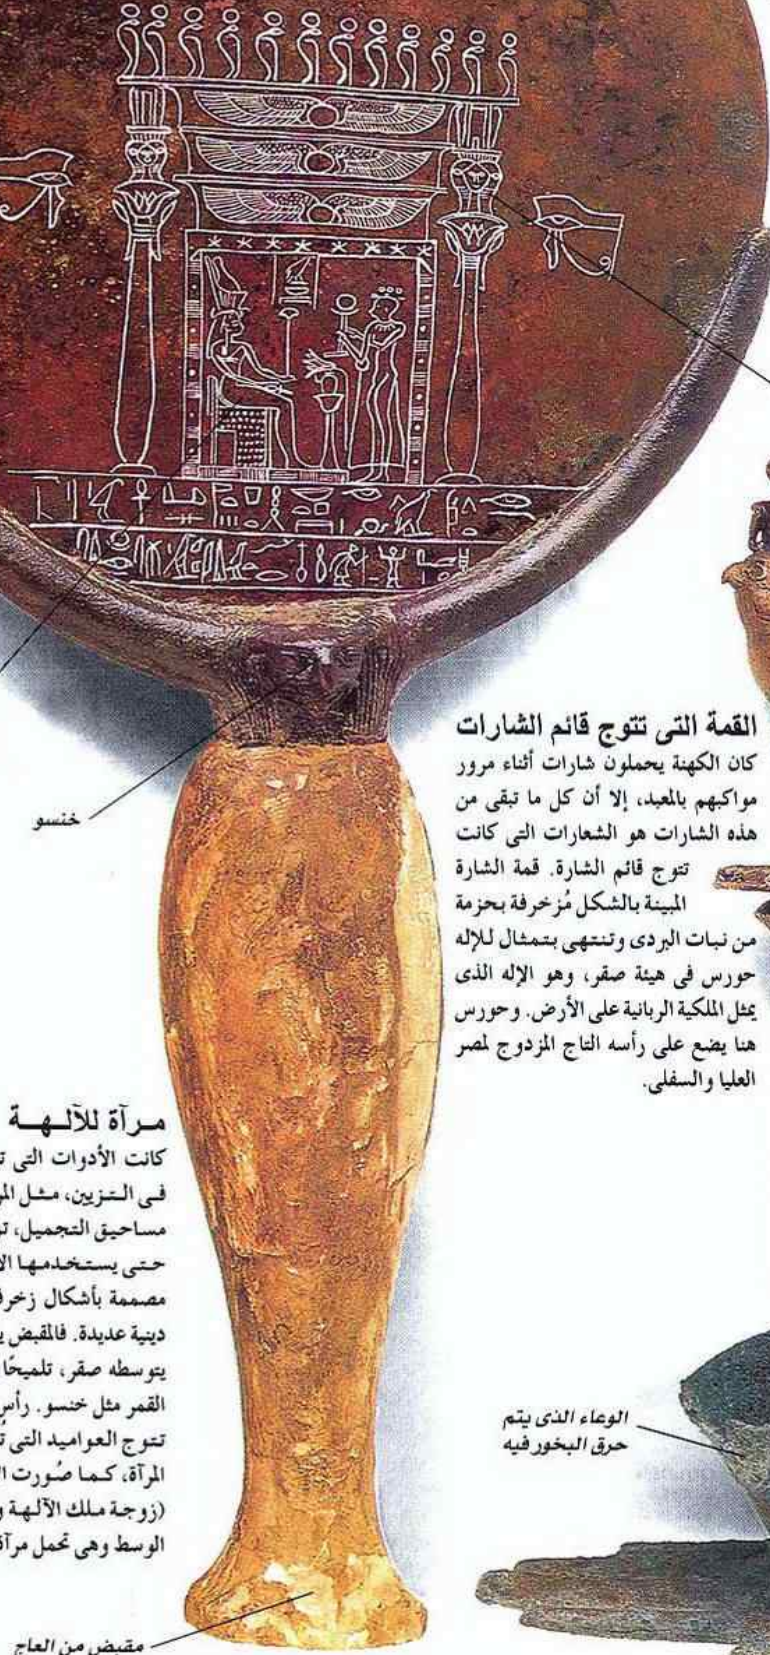 القمة التى تتوج قائم الشارات
كان الكهنة يحملون شارات أثناء مرور
مواكبهم بالمعبد، إلا أن كل ما تبقى من
هذه الشارات هو الشعارات التى كانت
تتوج قائم الشارة. قمة الشارة
المبينة بالشكل مُزخرفة بحزمة
من نبات البردى وتنتهى بتمثال للإله
حورس فى هيئة صقر، وهو الإله الذى
يمثل الملكية الربانية على الأرض. وحورس
هنا يضع على رأسه التاج المزدوج لمصر
العليا والسفلى.
خنسو
مرآة للآلهة
كانت الأدوات التى
فى التزيين، مثل
مساحيق التجميل،
حتى يستخدمها
مصممة بأشكال
دينية عديدة. فالمقبض
يتوسطه صقر، تلميحًا
القمر مثل خنسو. رأس
تتوج العواميد التى
المرآة، كما صُورت
(زوجة ملك الآلهة
الوسط وهى تحمل مرآة
الوعاء الذى يتم
حرق البخور فيه
مقبض من العاج